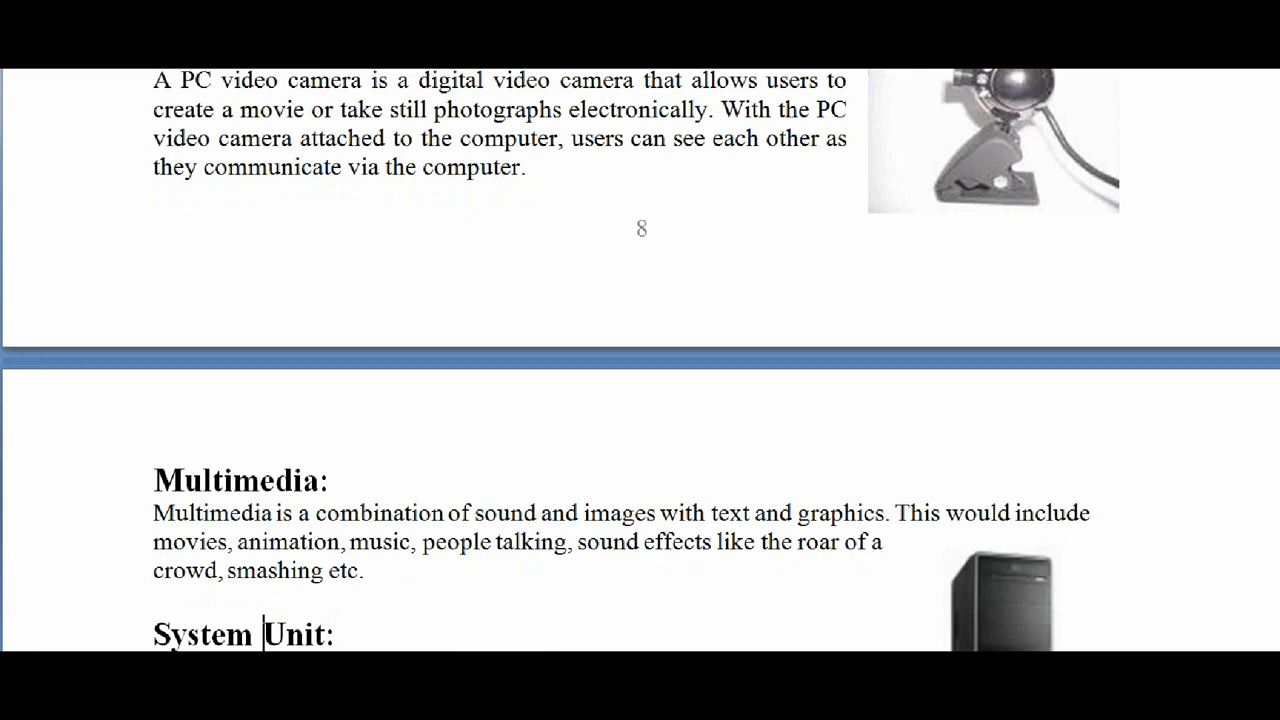 A PC video camera is a digital video camera that allows users to
create a movie or take still photographs electronically. With the PC
video camera attached to the computer, users can see each other as
they communicate via the computer.
8
Multimedia:
Multimedia is a combination of sound and images with text and graphics. This would include
movies, animation, music, people talking, sound effects like the roar of a
crowd, smashing etc.
System Unit: